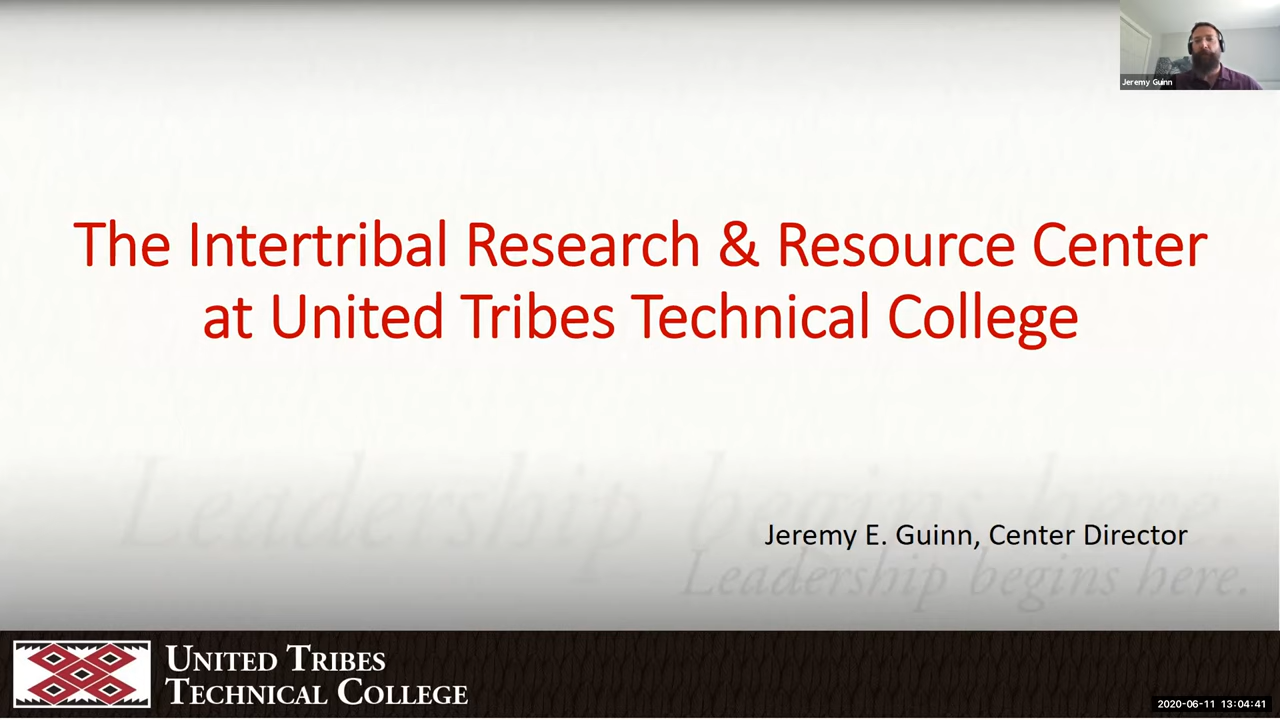 Jeremy Guinn
The Intertribal Research & Resource Center
at United Tribes Technical College
Leadership begins here.
Jeremy E. Guinn, Center Director
Leadership begins here.
UNITED TRIBES
TECHNICAL COLLEGE
2020-06-11 13:04:41